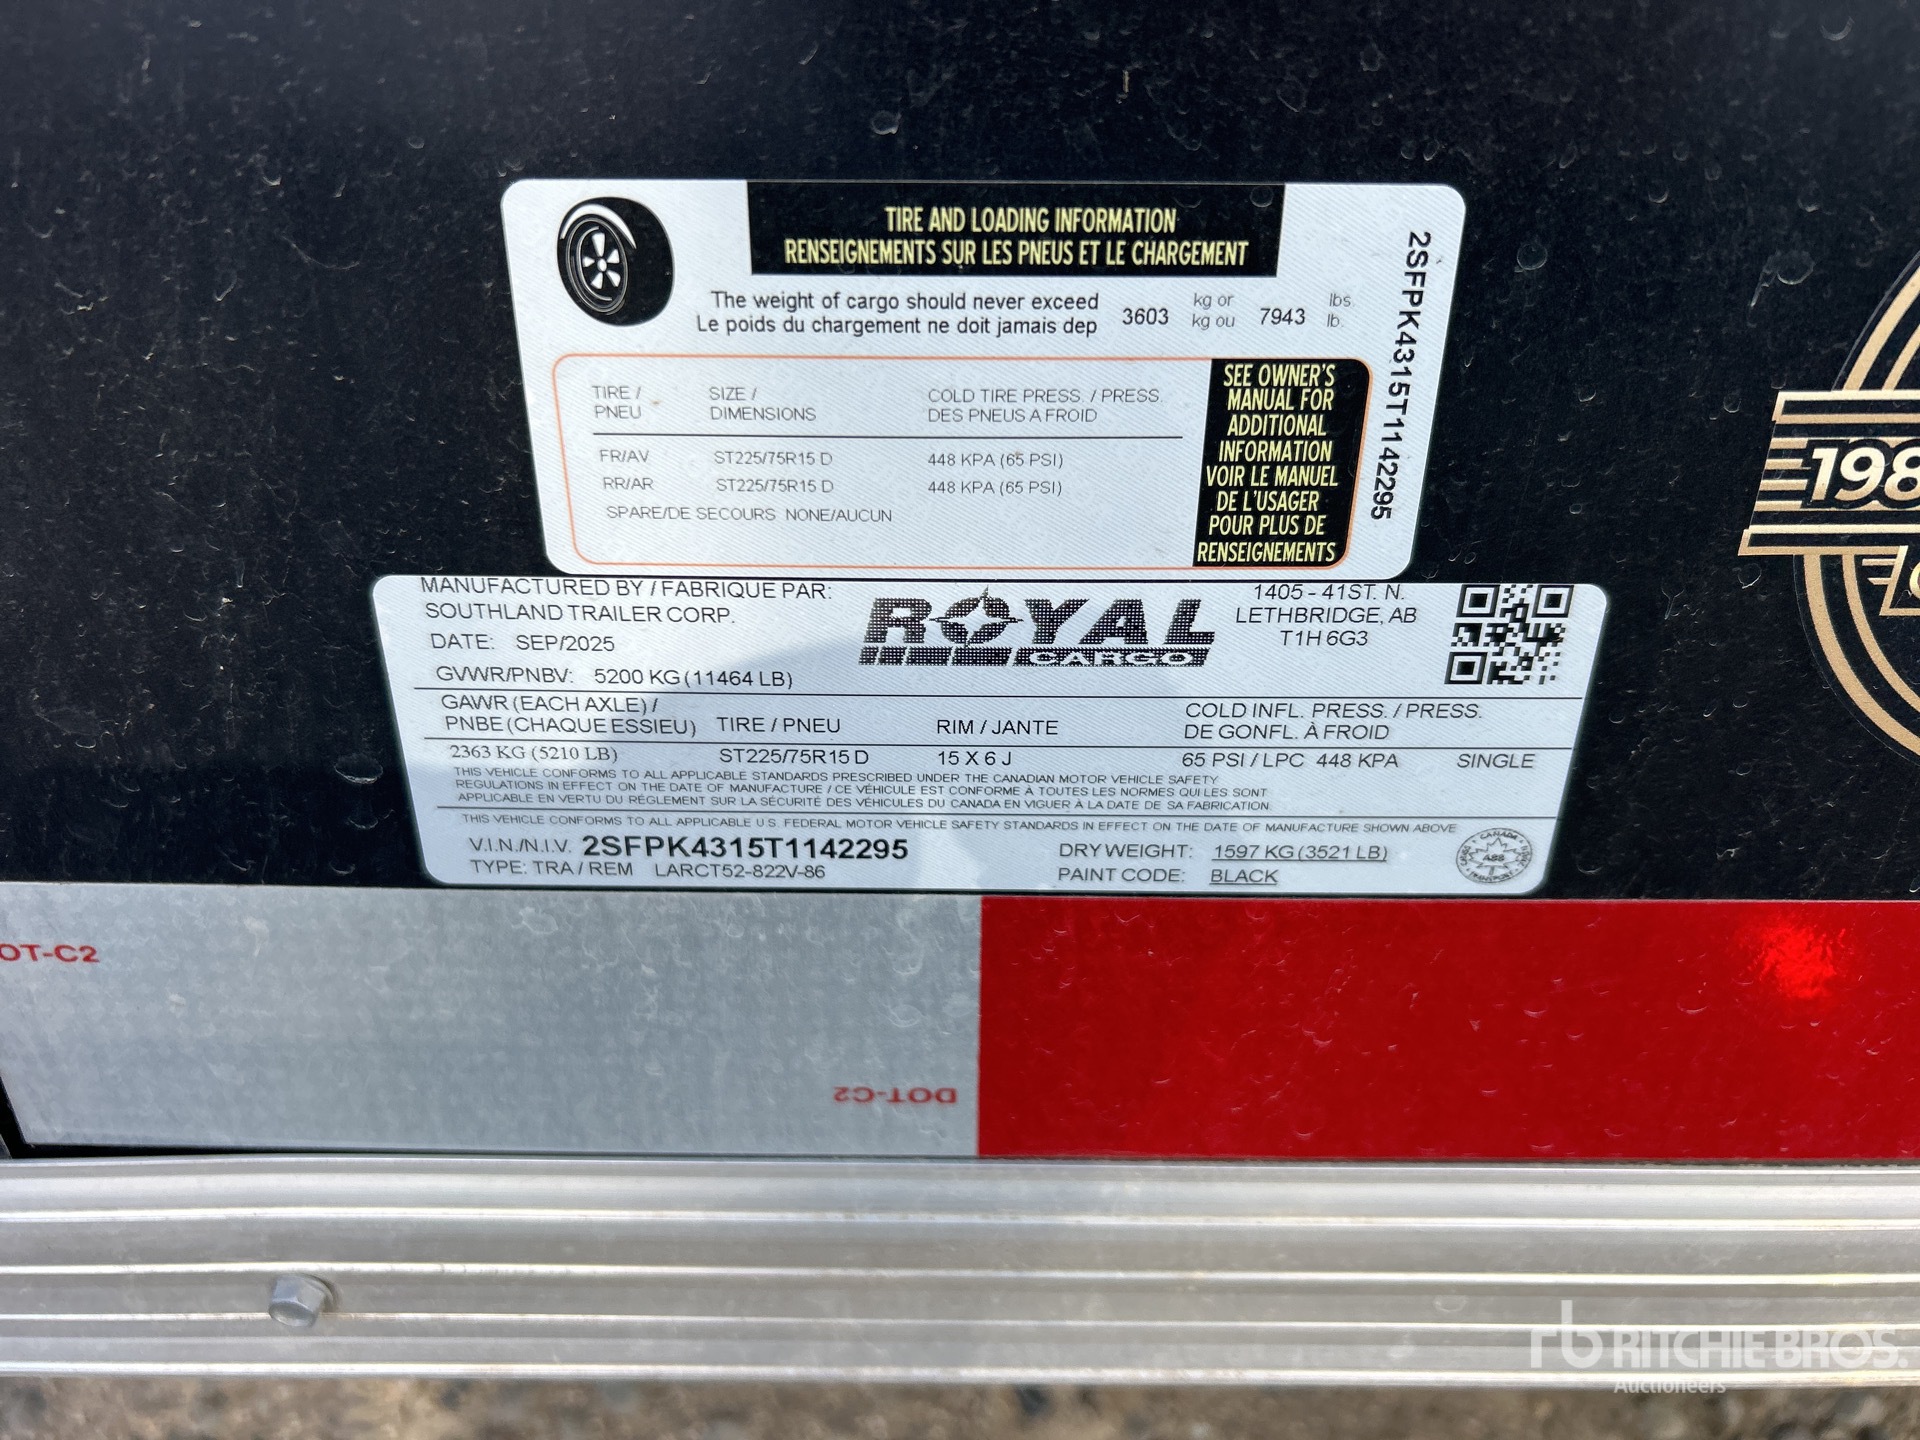 TIRE AND LOADING INFORMATION
RENSEIGNEMENTS SUR LES PNEUS ET LE CHARGEMENT
The weight of cargo should never exceed
Le poids du chargement ne doit jamais dep
3603 kg or 7943 lbs.
kg ou lb.
2SFPK4315T1142295
TIRE / SIZE / COLD TIRE PRESS. / PRESS.
PNEU DIMENSIONS DES PNEUS A FROID
FR/AV ST225/75R15 D 448 KPA (65 PSI)
RR/AR ST225/75R15 D 448 KPA (65 PSI)
SPARE/DE SECOURS NONE/AUCUN
SEE OWNER'S
MANUAL FOR
ADDITIONAL
INFORMATION
VOIR LE MANUEL
DE L'USAGER
POUR PLUS DE
RENSEIGNEMENTS
198
MANUFACTURED BY / FABRIQUE PAR:
SOUTHLAND TRAILER CORP.
DATE: SEP/2025
GVWR/PNBV: 5200 KG (11464 LB)
ROYAL
CARGO
1405 - 41ST. N.
LETHBRIDGE, AB
T1H 6G3
GAWR (EACH AXLE) /
PNBE (CHAQUE ESSIEU) TIRE / PNEU RIM / JANTE
COLD INFL. PRESS. / PRESS.
DE GONFL. À FROID
2363 KG (5210 LB) ST225/75R15 D 15 X 6 J 65 PSI / LPC 448 KPA SINGLE
THIS VEHICLE CONFORMS TO ALL APPLICABLE STANDARDS PRESCRIBED UNDER THE CANADIAN MOTOR VEHICLE SAFETY
REGULATIONS IN EFFECT ON THE DATE OF MANUFACTURE / CE VÉHICULE EST CONFORME À TOUTES LES NORMES QUI LES SONT
APPLICABLE EN VERTU DU RÈGLEMENT SUR LA SÉCURITÉ DES VÉHICULES DU CANADA EN VIGUER À LA DATE DE SA FABRICATION.
THIS VEHICLE CONFORMS TO ALL APPLICABLE U.S. FEDERAL MOTOR VEHICLE SAFETY STANDARDS IN EFFECT ON THE DATE OF MANUFACTURE SHOWN ABOVE
V.I.N./N.I.V. 2SFPK4315T1142295 DRY WEIGHT: 1597 KG (3521 LB)
TYPE: TRA / REM LARCT52-822V-86 PAINT CODE: BLACK
CANADA
TRANSPORT
OT-C2
DOT-C2
rb RITCHIE BROS.
Auctioneers